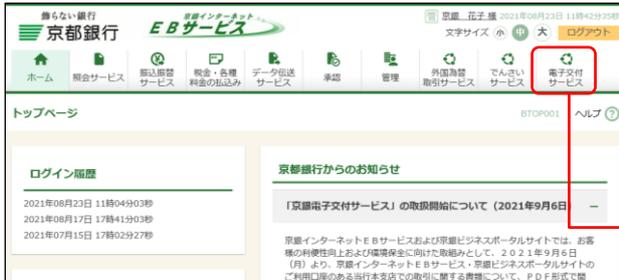 飾らない銀行
京都銀行
京銀インターネット
EBサービス
京銀 花子 様 2021年08月23日 11時42分35秒
文字サイズ 小 中 大 ログアウト
ホーム
照会サービス
振込振替
サービス
税金・各種
料金の払込み
データ伝送
サービス
承認
管理
外国為替
取引サービス
でんさい
サービス
電子交付
サービス
トップページ
BTOP001 ヘルプ ?
ログイン履歴
2021年08月23日 11時04分03秒
2021年08月17日 17時41分03秒
2021年07月15日 17時02分27秒
京都銀行からのお知らせ
「京銀電子交付サービス」の取扱開始について（2021年9月6日
京銀インターネットＥＢサービスおよび京銀ビジネスポータルサイトでは、お客
様の利便性向上および環境保全に向けた取組みとして、２０２１年９月６日
（月）より、京銀インターネットＥＢサービス・京銀ビジネスポータルサイトの
ご利用口座のある当行本支店での取引に関する書類について、ＰＤＦ形式で閲